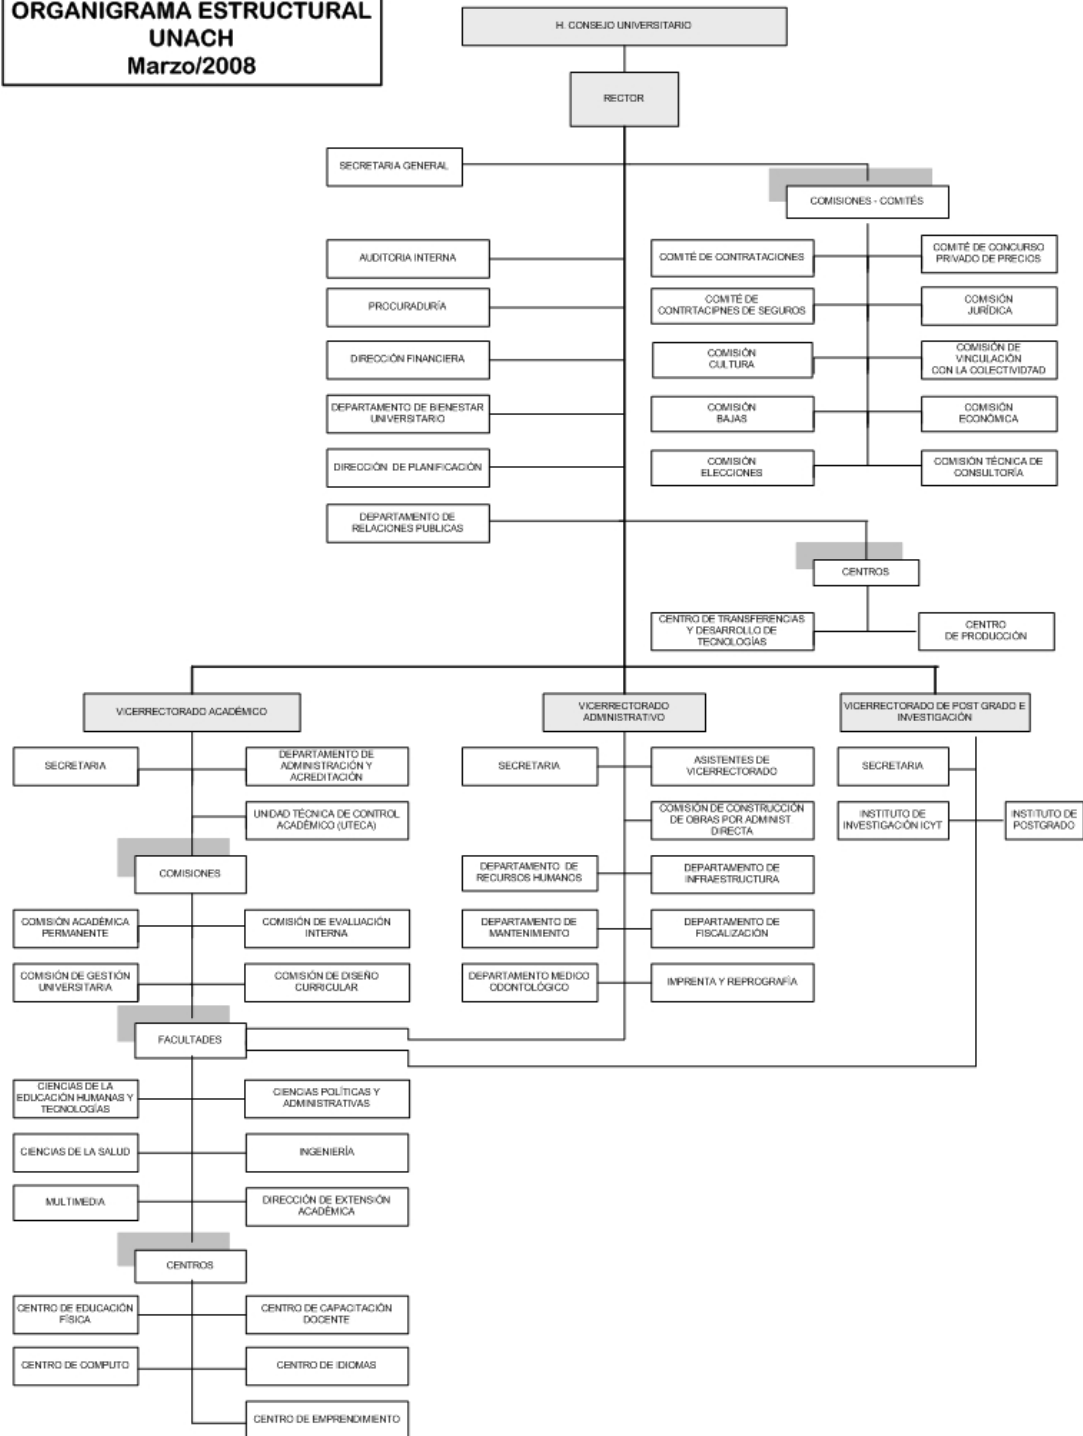 ORGANIGRAMA ESTRUCTURAL
UNACH
Marzo/2008
H. CONSEJO UNIVERSITARIO
RECTOR
SECRETARIA GENERAL
COMISIONES - COMITÉS
AUDITORIA INTERNA
COMITÉ DE CONTRATACIONES
COMITÉ DE CONCURSO
PRIVADO DE PRECIOS
PROCURADURÍA
COMITÉ DE
CONTRTACIPNES DE SEGUROS
COMISIÓN
JURÍDICA
DIRECCIÓN FINANCIERA
COMISIÓN
CULTURA
COMISIÓN DE
VINCULACIÓN
CON LA COLECTIVID7AD
DEPARTAMENTO DE BIENESTAR
UNIVERSITARIO
COMISIÓN
BAJAS
COMISIÓN
ECONÓMICA
DIRECCIÓN DE PLANIFICACIÓN
COMISIÓN
ELECCIONES
COMISIÓN TÉCNICA DE
CONSULTORÍA
DEPARTAMENTO DE
RELACIONES PUBLICAS
CENTROS
CENTRO DE TRANSFERENCIAS
Y DESARROLLO DE
TECNOLOGÍAS
CENTRO
DE PRODUCCIÓN
VICERRECTORADO ACADÉMICO
VICERRECTORADO
ADMINISTRATIVO
VICERRECTORADO DE POST GRADO E
INVESTIGACIÓN
SECRETARIA
DEPARTAMENTO DE
ADMINISTRACIÓN Y
ACREDITACIÓN
SECRETARIA
ASISTENTES DE
VICERRECTORADO
SECRETARIA
UNIDAD TÉCNICA DE CONTROL
ACADÉMICO (UTECA)
COMISIÓN DE CONSTRUCCIÓN
DE OBRAS POR ADMINIST
DIRECTA
INSTITUTO DE
INVESTIGACIÓN ICYT
INSTITUTO DE
POSTGRADO
COMISIONES
DEPARTAMENTO DE
RECURSOS HUMANOS
DEPARTAMENTO DE
INFRAESTRUCTURA
COMISIÓN ACADÉMICA
PERMANENTE
COMISIÓN DE EVALUACIÓN
INTERNA
DEPARTAMENTO DE
MANTENIMIENTO
DEPARTAMENTO DE
FISCALIZACIÓN
COMISIÓN DE GESTIÓN
UNIVERSITARIA
COMISIÓN DE DISEÑO
CURRICULAR
DEPARTAMENTO MEDICO
ODONTOLÓGICO
IMPRENTA Y REPROGRAFÍA
FACULTADES
CIENCIAS DE LA
EDUCACIÓN HUMANAS Y
TECNOLOGÍAS
CIENCIAS POLÍTICAS Y
ADMINISTRATIVAS
CIENCIAS DE LA SALUD
INGENIERÍA
MULTIMEDIA
DIRECCIÓN DE EXTENSIÓN
ACADÉMICA
CENTROS
CENTRO DE EDUCACIÓN
FÍSICA
CENTRO DE CAPACITACIÓN
DOCENTE
CENTRO DE COMPUTO
CENTRO DE IDIOMAS
CENTRO DE EMPRENDIMIENTO